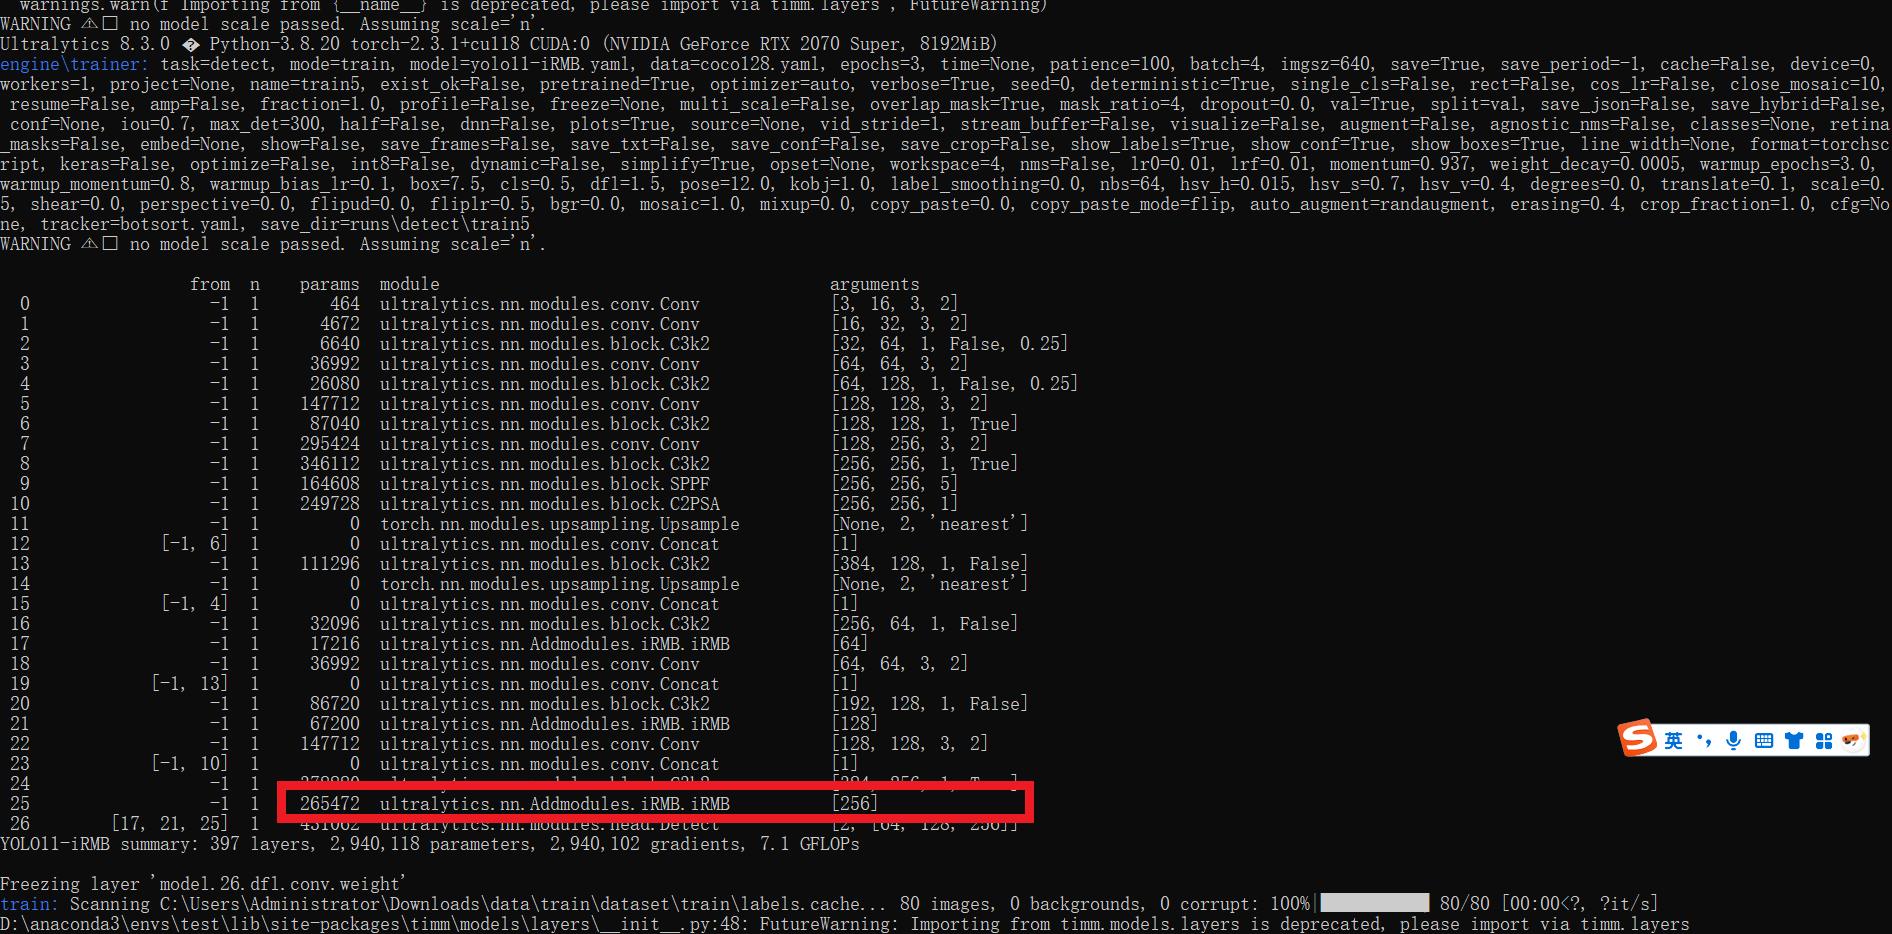 warnings.warn(f"Importing from {__name__} is deprecated, please import via timm.layers", FutureWarning)
WARNING ⚠️ no model scale passed. Assuming scale='n'.
Ultralytics 8.3.0 � Python-3.8.20 torch-2.3.1+cu118 CUDA:0 (NVIDIA GeForce RTX 2070 Super, 8192MiB)
engine\trainer: task=detect, mode=train, model=yolo11-iRMB.yaml, data=coco128.yaml, epochs=3, time=None, patience=100, batch=4, imgsz=640, save=True, save_period=-1, cache=False, device=0,
workers=1, project=None, name=train5, exist_ok=False, pretrained=True, optimizer=auto, verbose=True, seed=0, deterministic=True, single_cls=False, rect=False, cos_lr=False, close_mosaic=10,
resume=False, amp=False, fraction=1.0, profile=False, freeze=None, multi_scale=False, overlap_mask=True, mask_ratio=4, dropout=0.0, val=True, split=val, save_json=False, save_hybrid=False,
conf=None, iou=0.7, max_det=300, half=False, dnn=False, plots=True, source=None, vid_stride=1, stream_buffer=False, visualize=False, augment=False, agnostic_nms=False, classes=None, retina
_masks=False, embed=None, show=False, save_frames=False, save_txt=False, save_conf=False, save_crop=False, show_labels=True, show_conf=True, show_boxes=True, line_width=None, format=torchsc
ript, keras=False, optimize=False, int8=False, dynamic=False, simplify=True, opset=None, workspace=4, nms=False, lr0=0.01, lrf=0.01, momentum=0.937, weight_decay=0.0005, warmup_epochs=3.0,
warmup_momentum=0.8, warmup_bias_lr=0.1, box=7.5, cls=0.5, dfl=1.5, pose=12.0, kobj=1.0, label_smoothing=0.0, nbs=64, hsv_h=0.015, hsv_s=0.7, hsv_v=0.4, degrees=0.0, translate=0.1, scale=0.
5, shear=0.0, perspective=0.0, flipud=0.0, fliplr=0.5, bgr=0.0, mosaic=1.0, mixup=0.0, copy_paste=0.0, copy_paste_mode=flip, auto_augment=randaugment, erasing=0.4, crop_fraction=1.0, cfg=No
ne, tracker=botsort.yaml, save_dir=runs\detect\train5
WARNING ⚠️ no model scale passed. Assuming scale='n'.
from n params module arguments
0 -1 1 464 ultralytics.nn.modules.conv.Conv [3, 16, 3, 2]
1 -1 1 4672 ultralytics.nn.modules.conv.Conv [16, 32, 3, 2]
2 -1 1 6640 ultralytics.nn.modules.block.C3k2 [32, 64, 1, False, 0.25]
3 -1 1 36992 ultralytics.nn.modules.conv.Conv [64, 64, 3, 2]
4 -1 1 26080 ultralytics.nn.modules.block.C3k2 [64, 128, 1, False, 0.25]
5 -1 1 147712 ultralytics.nn.modules.conv.Conv [128, 128, 3, 2]
6 -1 1 87040 ultralytics.nn.modules.block.C3k2 [128, 128, 1, True]
7 -1 1 295424 ultralytics.nn.modules.conv.Conv [128, 256, 3, 2]
8 -1 1 346112 ultralytics.nn.modules.block.C3k2 [256, 256, 1, True]
9 -1 1 164608 ultralytics.nn.modules.block.SPPF [256, 256, 5]
10 -1 1 249728 ultralytics.nn.modules.block.C2PSA [256, 256, 1]
11 -1 1 0 torch.nn.modules.upsampling.Upsample [None, 2, 'nearest']
12 [-1, 6] 1 0 ultralytics.nn.modules.conv.Concat [1]
13 -1 1 111296 ultralytics.nn.modules.block.C3k2 [384, 128, 1, False]
14 -1 1 0 torch.nn.modules.upsampling.Upsample [None, 2, 'nearest']
15 [-1, 4] 1 0 ultralytics.nn.modules.conv.Concat [1]
16 -1 1 32096 ultralytics.nn.modules.block.C3k2 [256, 64, 1, False]
17 -1 1 17216 ultralytics.nn.Addmodules.iRMB.iRMB [64]
18 -1 1 36992 ultralytics.nn.modules.conv.Conv [64, 64, 3, 2]
19 [-1, 13] 1 0 ultralytics.nn.modules.conv.Concat [1]
20 -1 1 86720 ultralytics.nn.modules.block.C3k2 [192, 128, 1, False]
21 -1 1 67200 ultralytics.nn.Addmodules.iRMB.iRMB [128]
22 -1 1 147712 ultralytics.nn.modules.conv.Conv [128, 128, 3, 2]
23 [-1, 10] 1 0 ultralytics.nn.modules.conv.Concat [1]
24 -1 1 378880 ultralytics.nn.modules.block.C3k2 [384, 256, 1, True]
25 -1 1 265472 ultralytics.nn.Addmodules.iRMB.iRMB [256]
26 [17, 21, 25] 1 431062 ultralytics.nn.modules.head.Detect [2, [64, 128, 256]]
YOLO11-iRMB summary: 397 layers, 2,940,118 parameters, 2,940,102 gradients, 7.1 GFLOPs
Freezing layer 'model.26.dfl.conv.weight'
train: Scanning C:\Users\Administrator\Downloads\data\train\dataset\train\labels.cache... 80 images, 0 backgrounds, 0 corrupt: 100%|██████████| 80/80 [00:00<?, ?it/s]
D:\anaconda3\envs\test\lib\site-packages\timm\models\layers\__init__.py:48: FutureWarning: Importing from timm.models.layers is deprecated, please import via timm.layers
S 英